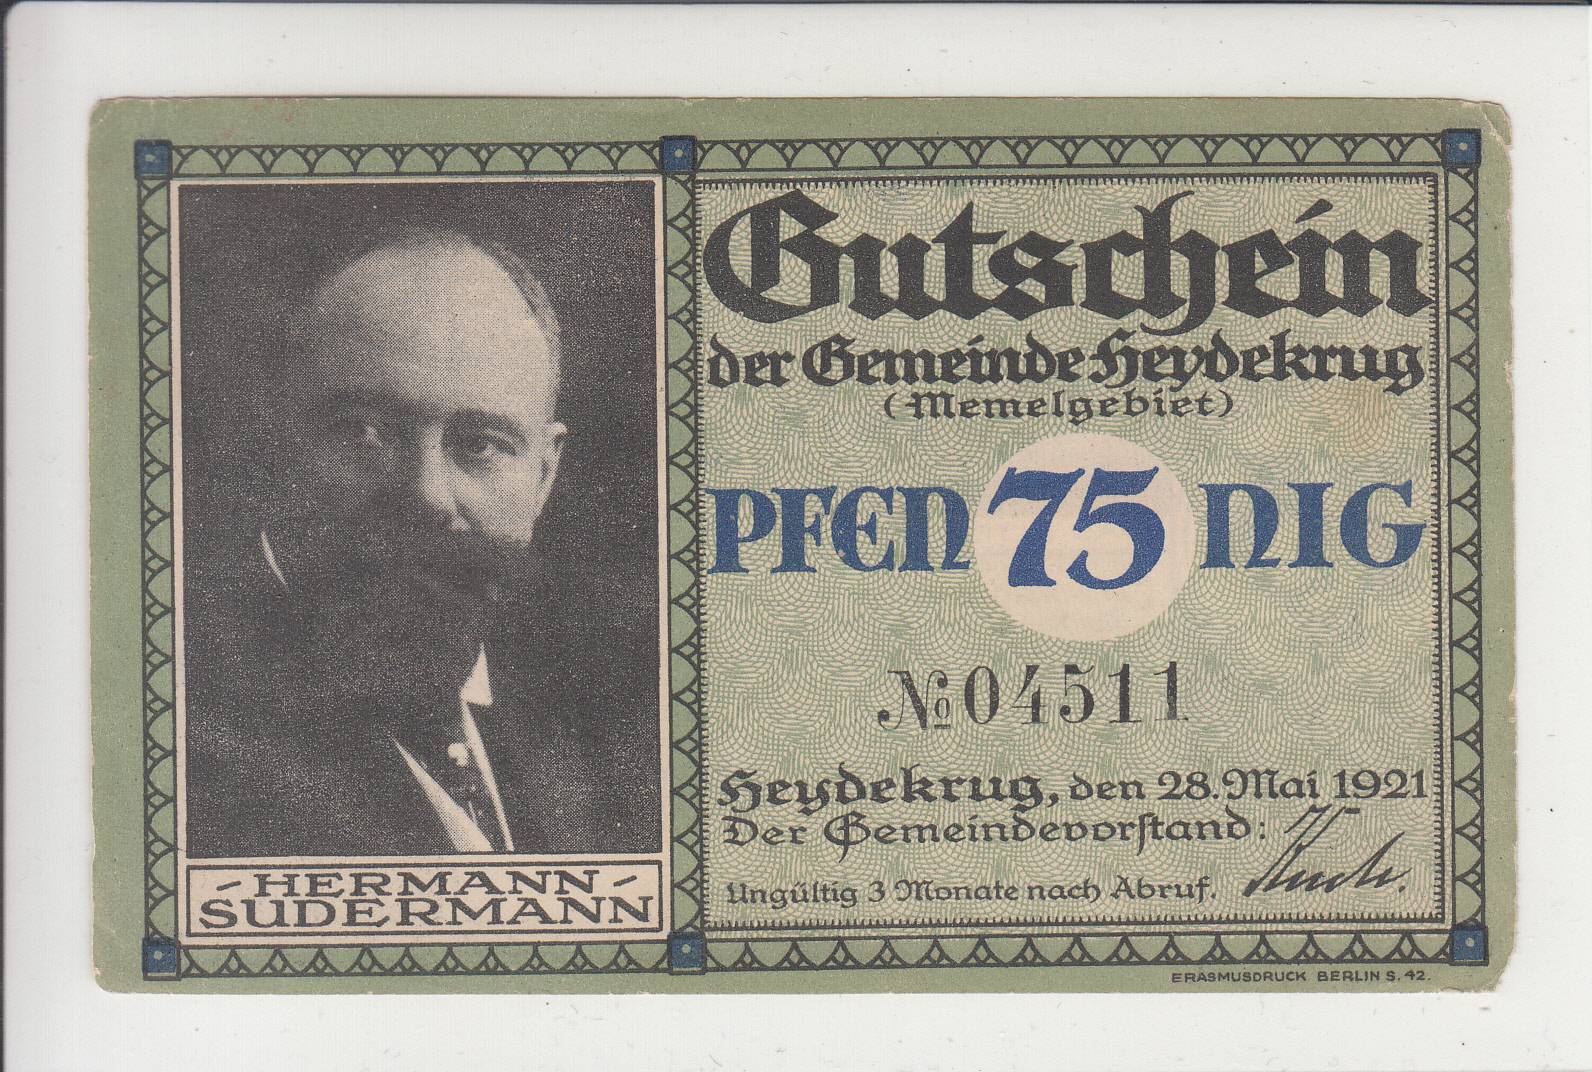 Gutschein
der Gemeinde Heydekrug
(Memelgebiet)
PFEN 75 NIG
№ 04511
Heydekrug, den 28. Mai 1921
Der Gemeindevorſtand:
Ungültig 3 Monate nach Abruf.
- HERMANN -
SUDERMANN
ERASMUSDRUCK BERLIN S. 42.